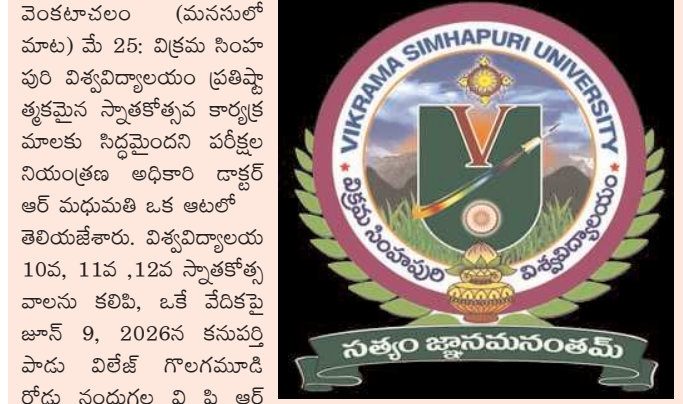 వెంకటాచలం (మనసులో
మాట) మే 25: విక్రమ సింహ
పురి విశ్వవిద్యాలయం ప్రతిష్టా
త్మకమైన స్నాతకోత్సవ కార్యక్ర
మాలకు సిద్ధమైందని పరీక్షల
నియంత్రణ అధికారి డాక్టర్
ఆర్ మధుమతి ఒక ఆటలో
తెలియజేశారు. విశ్వవిద్యాలయ
10వ, 11వ ,12వ స్నాతకోత్స
వాలను కలిపి, ఒకే వేదికపై
జూన్ 9, 2026న కనుపర్తి
పాడు విలేజ్ గొలగమూడి
రోడ్డు నందుగల వి పి ఆర్
VIKRAMA SIMHAPURI UNIVERSITY
V
విక్రమ సింహపురి విశ్వవిద్యాలయం
సత్యం జ్ఞానమనంతమ్